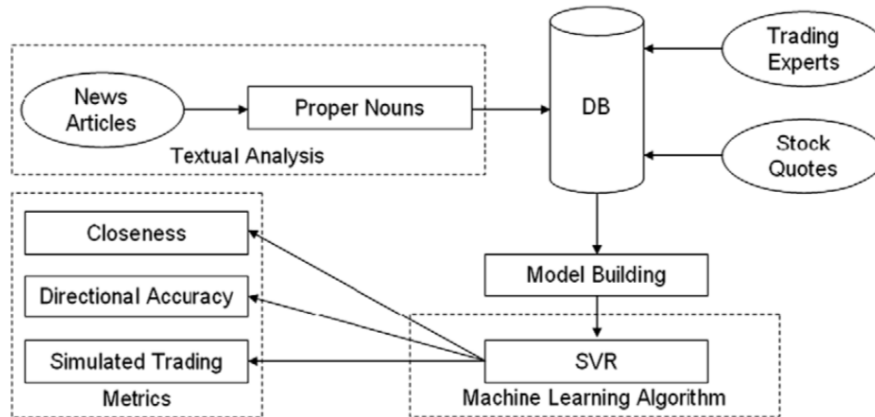 News
Articles
Proper Nouns
Textual Analysis
DB
Trading
Experts
Stock
Quotes
Closeness
Directional Accuracy
Simulated Trading
Metrics
Model Building
SVR
Machine Learning Algorithm